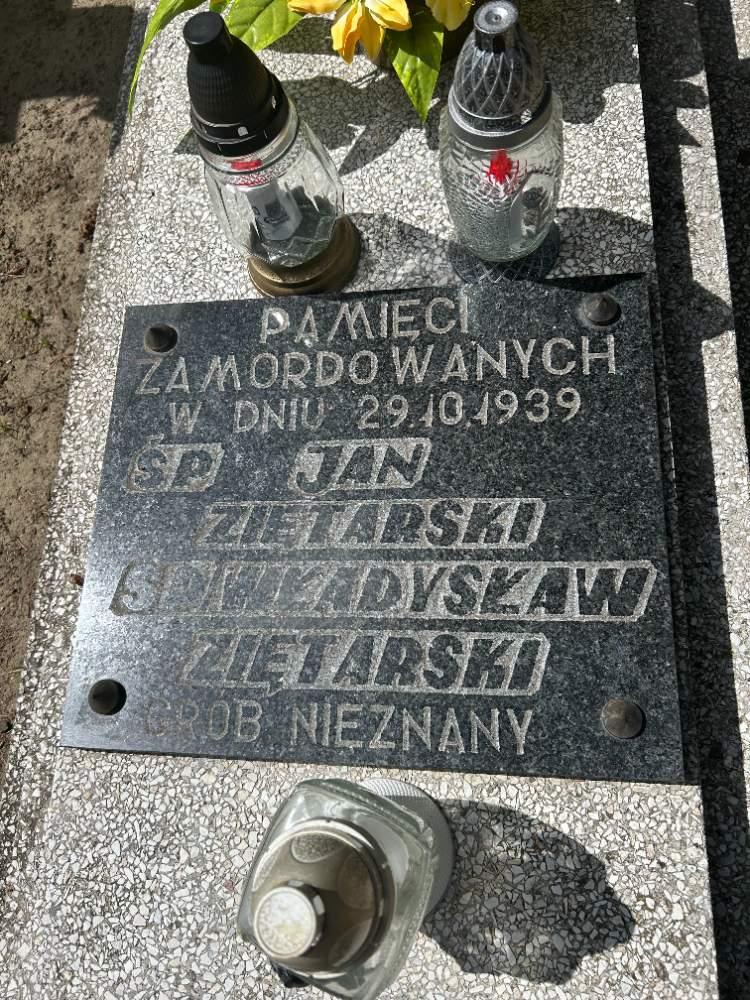 PAMIĘCI
ZAMORDOWANYCH
W DNIU 29.10.1939
ŚP JAN
ZIĘTARSKI
ŚP WŁADYSŁAW
ZIĘTARSKI
GRÓB NIEZNANY